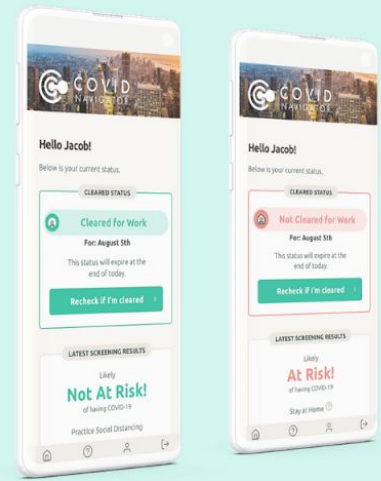 COVID
NAVIGATOR
Hello Jacob!
Below is your current status.
CLEARED STATUS
Cleared for Work
For: August 5th
This status will expire at the
end of today.
Recheck if I'm cleared
LATEST SCREENING RESULTS
Likely
Not At Risk!
of having COVID-19
Practice Social Distancing
COVID
NAVIGATOR
Hello Jacob!
Below is your current status.
CLEARED STATUS
Not Cleared for Work
For: August 5th
This status will expire at the
end of today.
Recheck if I'm cleared
LATEST SCREENING RESULTS
Likely
At Risk!
of having COVID-19
Stay at Home ?